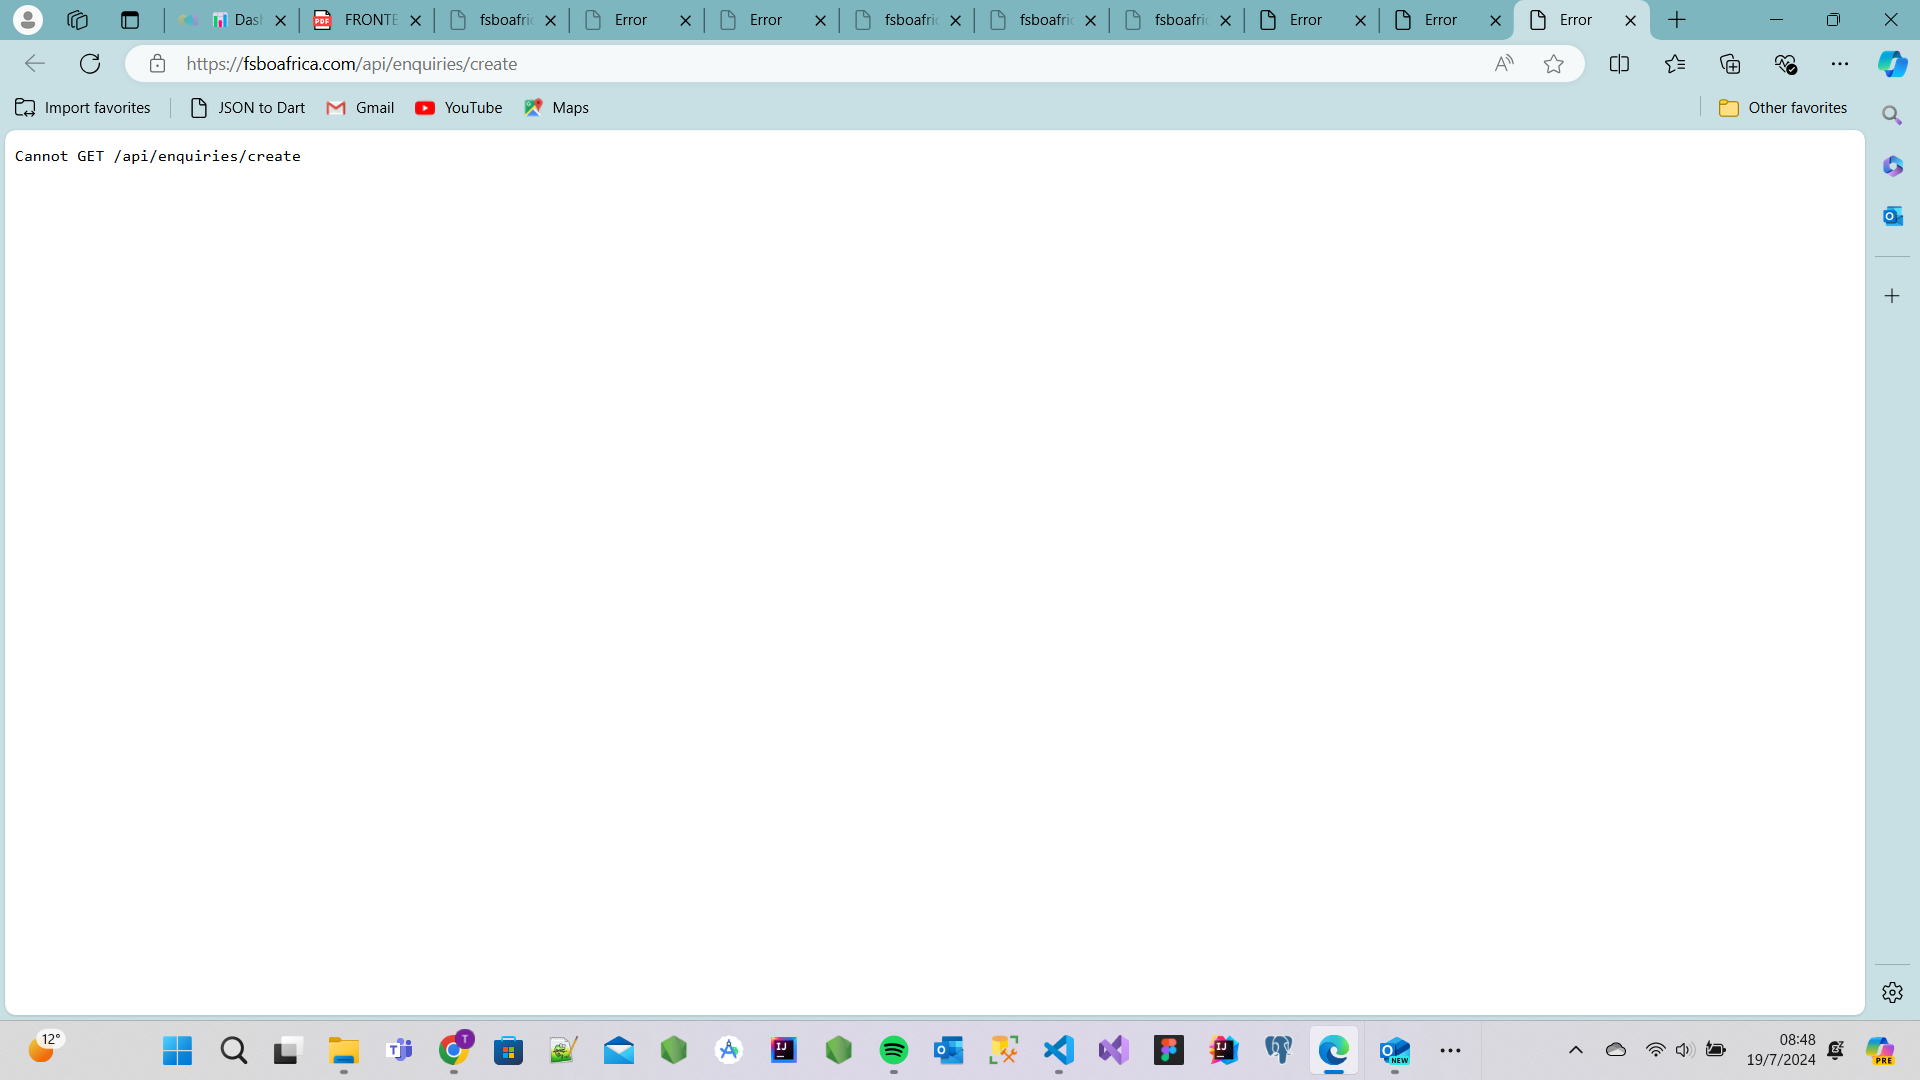 Dash
FRONTE
fsboafric
Error
Error
fsboafric
fsboafric
fsboafric
Error
Error
Error
https://fsboafrica.com/api/enquiries/create
Import favorites
JSON to Dart
Gmail
YouTube
Maps
Other favorites
Cannot GET /api/enquiries/create
12°
T
NEW
08:48
19/7/2024
PRE